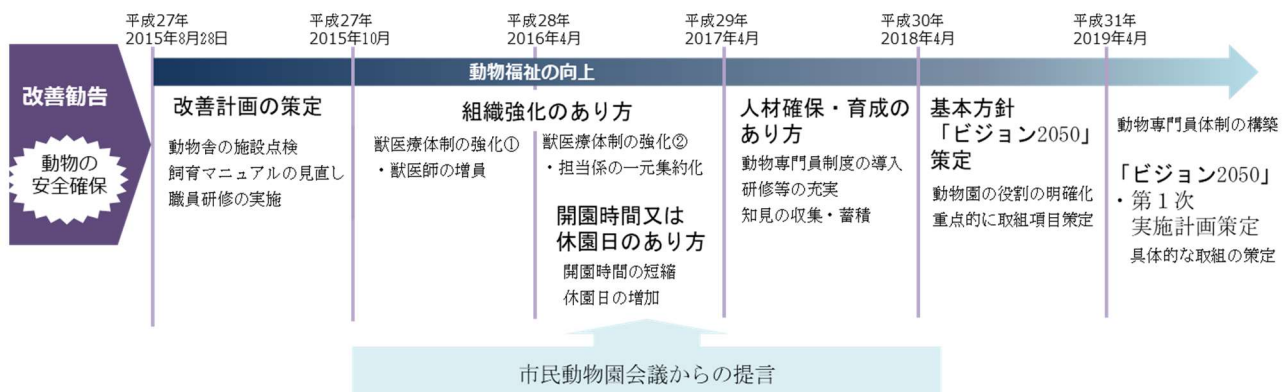 平成27年
2015年8月28日
平成27年
2015年10月
平成28年
2016年4月
平成29年
2017年4月
平成30年
2018年4月
平成31年
2019年4月
動物福祉の向上
改善勧告
動物の
安全確保
改善計画の策定
動物舎の施設点検
飼育マニュアルの見直し
職員研修の実施
組織強化のあり方
獣医療体制の強化①
・獣医師の増員
獣医療体制の強化②
・担当係の一元集約化
開園時間又は
休園日のあり方
開園時間の短縮
休園日の増加
人材確保・育成の
あり方
動物専門員制度の導入
研修等の充実
知見の収集・蓄積
基本方針
「ビジョン2050」
策定
動物園の役割の明確化
重点的に取組項目策定
動物専門員体制の構築
「ビジョン2050」
・第１次
実施計画策定
具体的な取組の策定
市民動物園会議からの提言